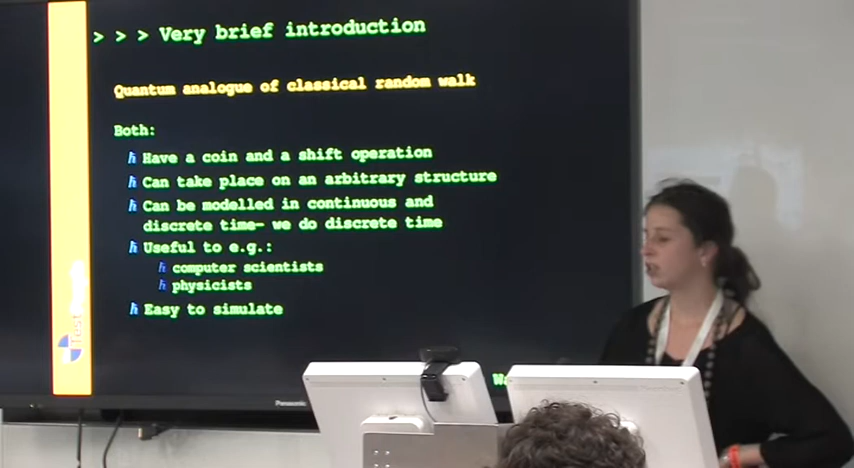 > > > Very brief introduction
Quantum analogue of classical random walk
Both:
ℏ Have a coin and a shift operation
ℏ Can take place on an arbitrary structure
ℏ Can be modelled in continuous and
discrete time– we do discrete time
ℏ Useful to e.g.:
ℏ computer scientists
ℏ physicists
ℏ Easy to simulate
Panasonic